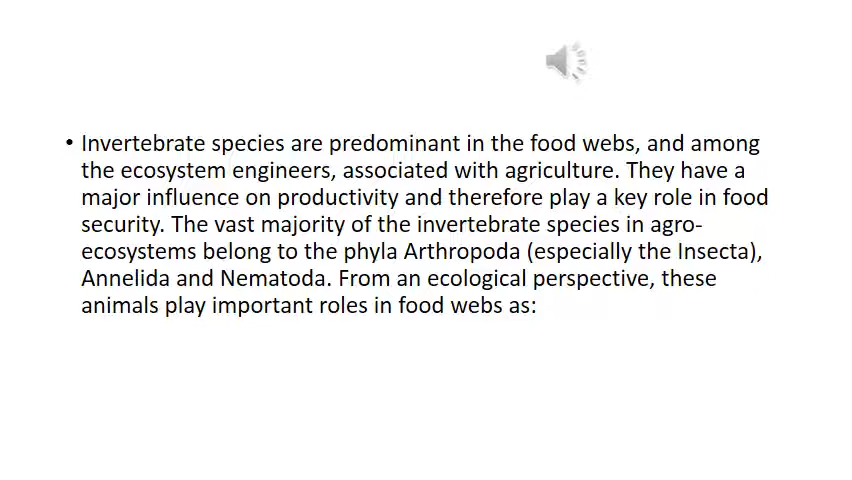 • Invertebrate species are predominant in the food webs, and among
the ecosystem engineers, associated with agriculture. They have a
major influence on productivity and therefore play a key role in food
security. The vast majority of the invertebrate species in agro-
ecosystems belong to the phyla Arthropoda (especially the Insecta),
Annelida and Nematoda. From an ecological perspective, these
animals play important roles in food webs as: